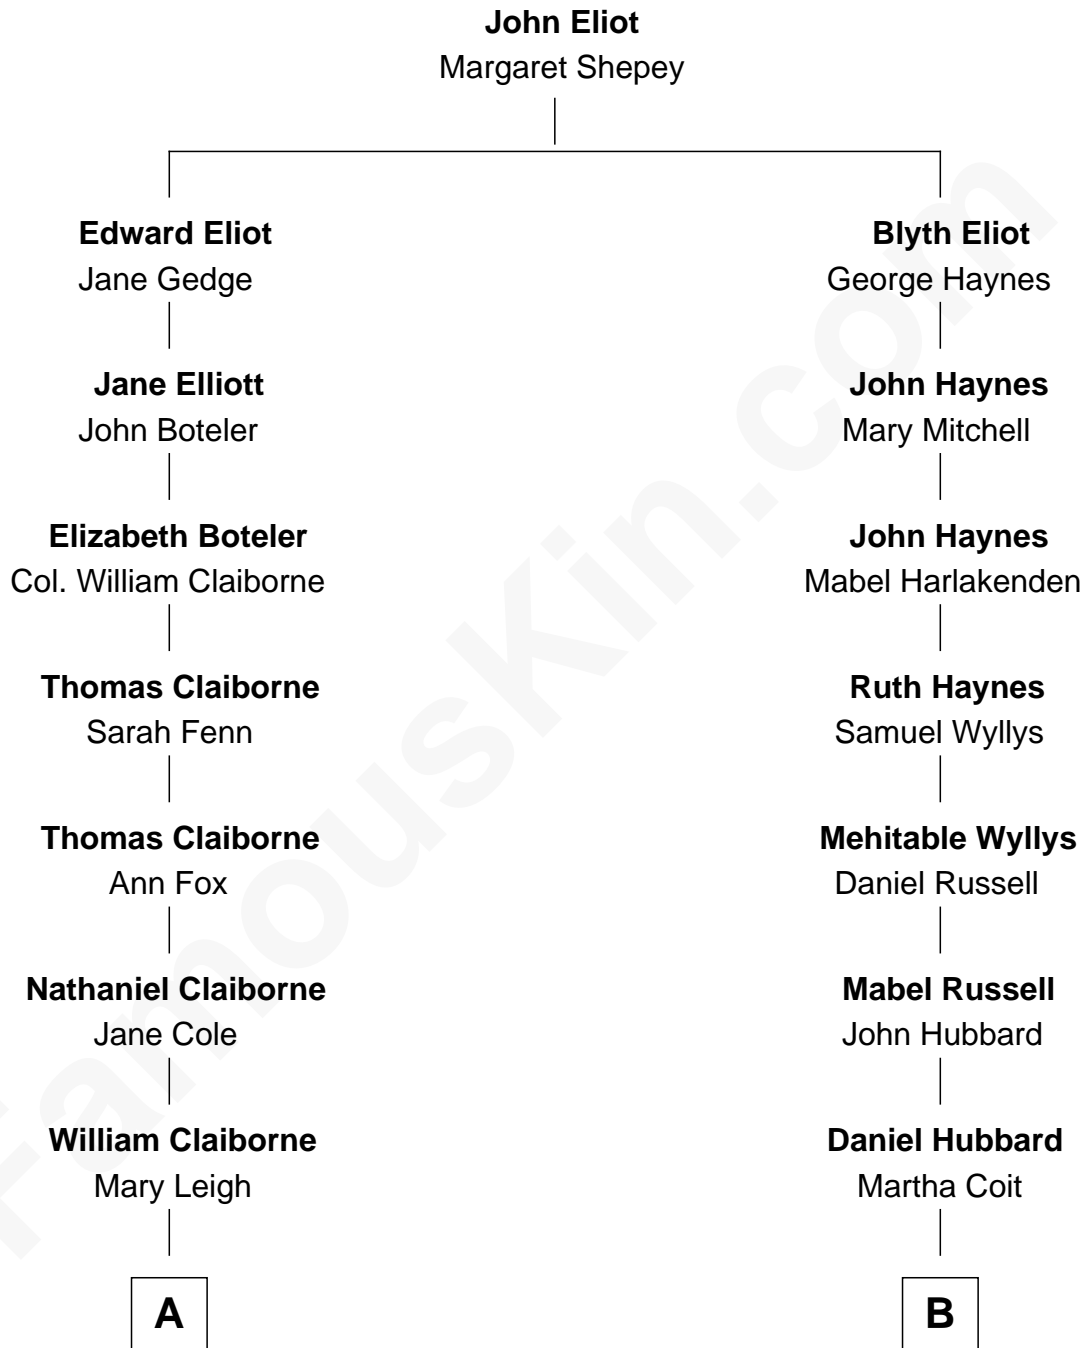 John Eliot
Margaret Shepey
Edward Eliot
Jane Gedge
Jane Elliott
John Boteler
Elizabeth Boteler
Col. William Claiborne
Thomas Claiborne
Sarah Fenn
Thomas Claiborne
Ann Fox
Nathaniel Claiborne
Jane Cole
William Claiborne
Mary Leigh
A
Blyth Eliot
George Haynes
John Haynes
Mary Mitchell
John Haynes
Mabel Harlakenden
Ruth Haynes
Samuel Wyllys
Mehitable Wyllys
Daniel Russell
Mabel Russell
John Hubbard
Daniel Hubbard
Martha Coit
B
FamousKin.com